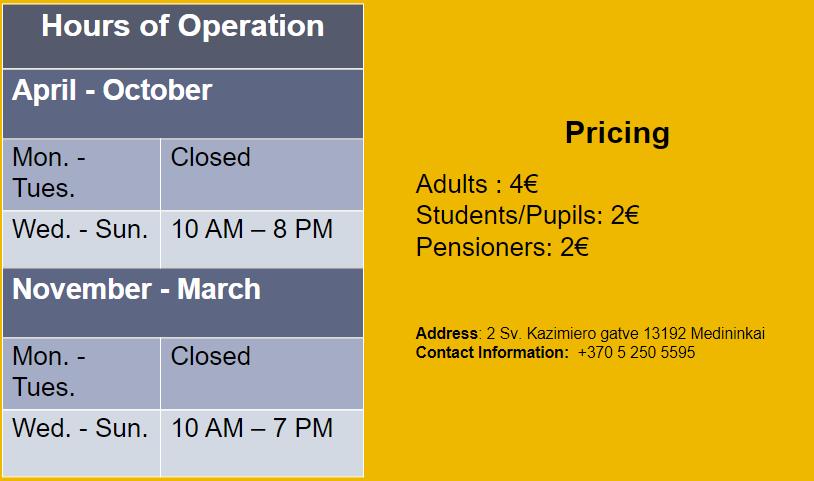 Hours of Operation
April - October
Mon. -
Tues.
Closed
Wed. - Sun.
10 AM – 8 PM
November - March
Mon. -
Tues.
Closed
Wed. - Sun.
10 AM – 7 PM
Pricing
Adults : 4€
Students/Pupils: 2€
Pensioners: 2€
Address: 2 Sv. Kazimiero gatve 13192 Medininkai
Contact Information:  +370 5 250 5595